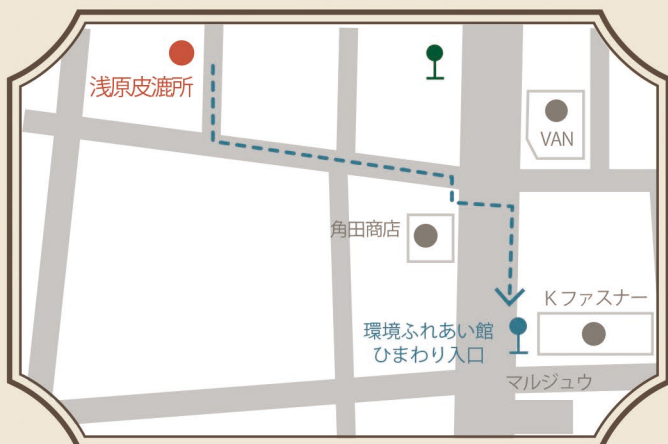 浅原皮漉所
VAN
角田商店
Kファスナー
環境ふれあい館
ひまわり入口
マルジュウ